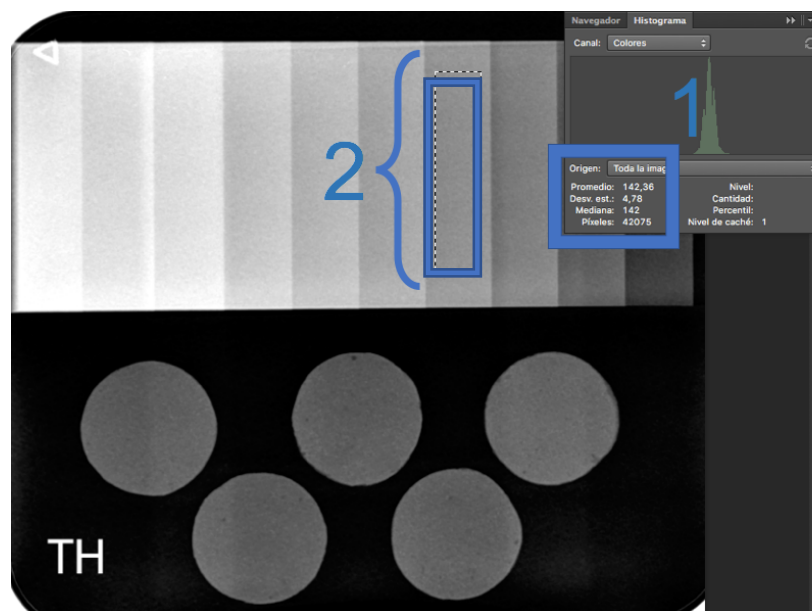 Navegador Histograma
Canal: Colores
1
2
Origen: Toda la imag
Promedio: 142,36 Nivel:
Desv. est.: 4,78 Cantidad:
Mediana: 142 Percentil:
Píxeles: 42075 Nivel de caché: 1
TH